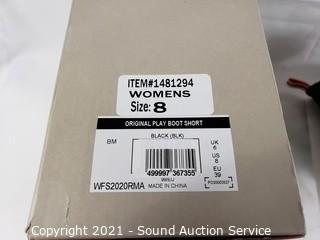 ITEM#1481294
WOMENS
Size: 8
ORIGINAL PLAY BOOT SHORT
BM
BLACK (BLK)
UK
6
US
8
EU
39
499997 367355
WFS2020RMA
MADE IN CHINA
Copyright 2021 - Sound Auction Service